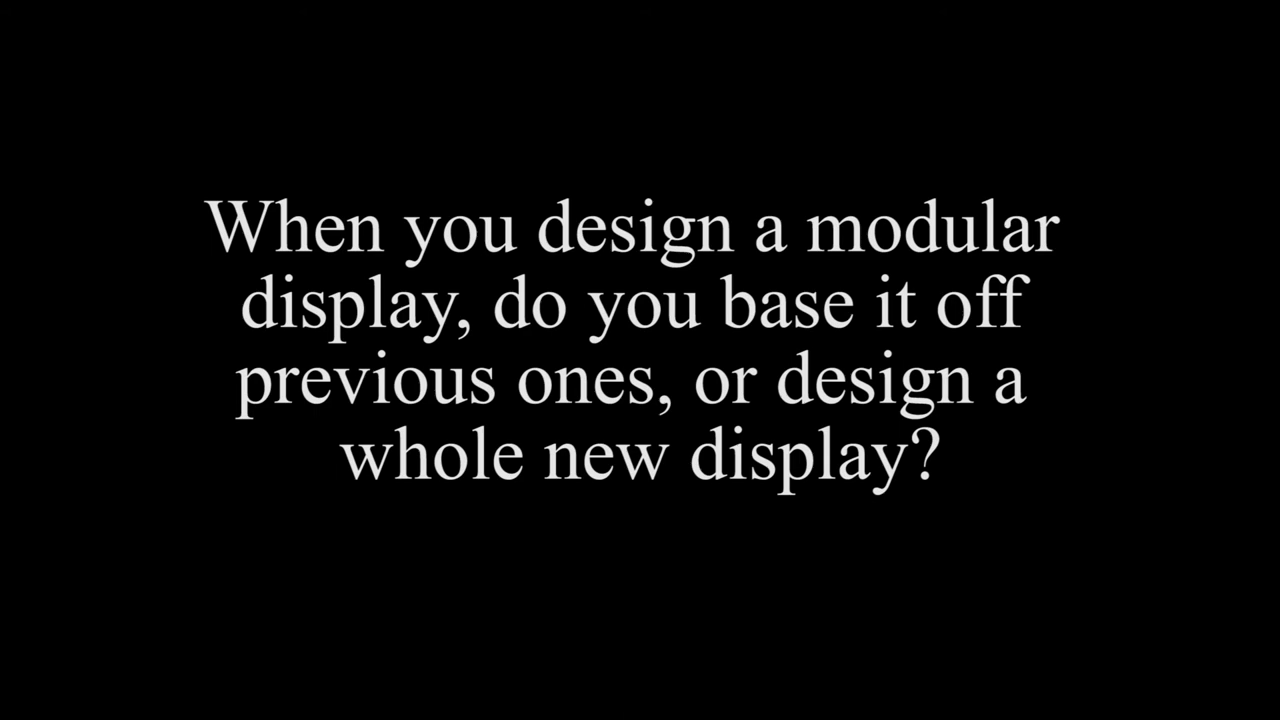 When you design a modular
display, do you base it off
previous ones, or design a
whole new display?